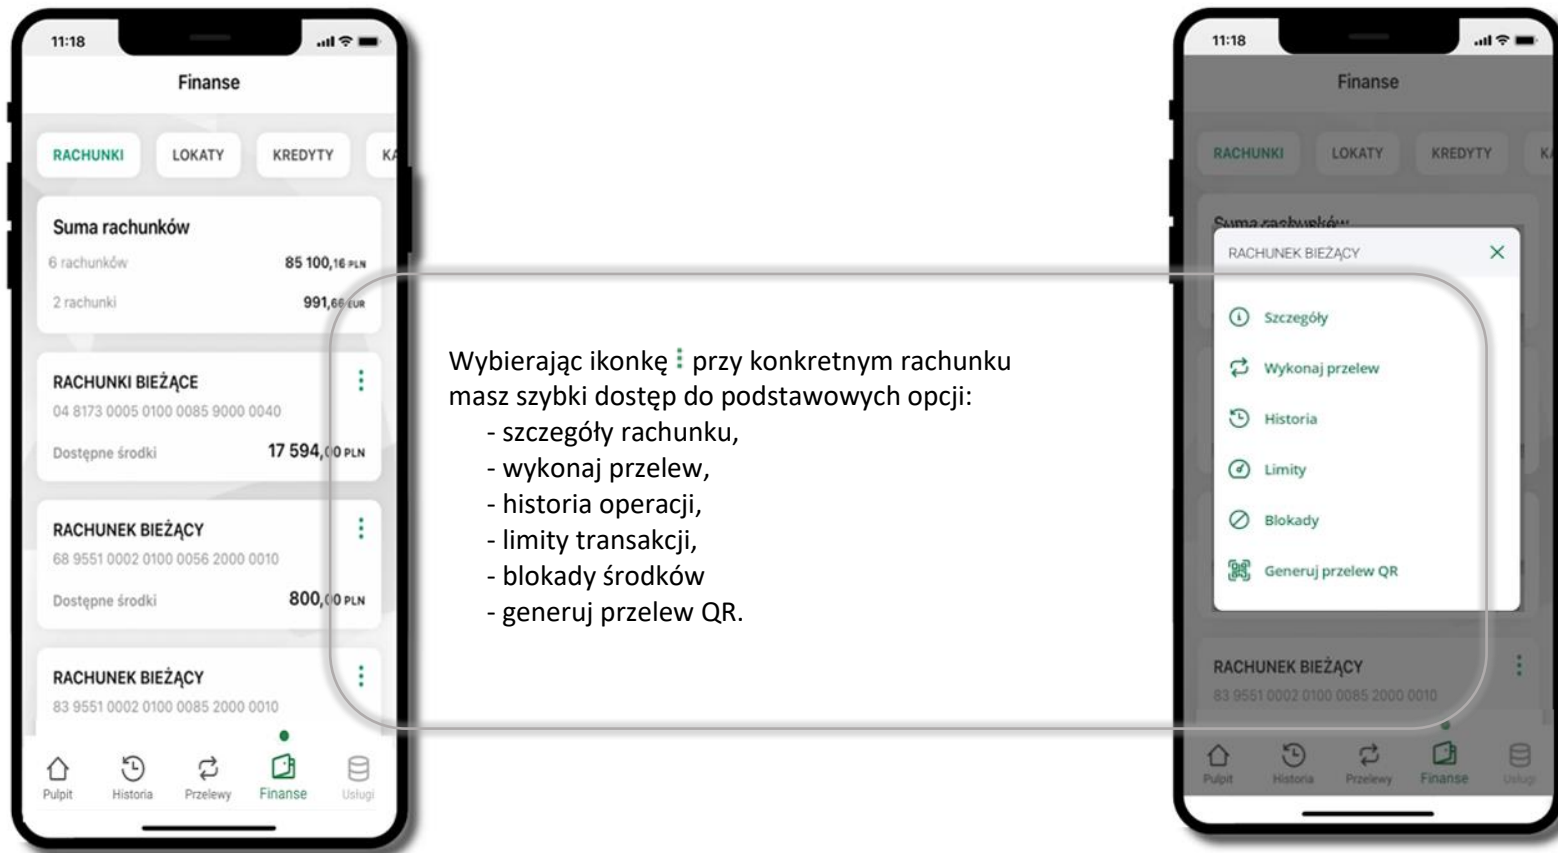 11:18
Finanse
RACHUNKI LOKATY KREDYTY KA
Suma rachunków
6 rachunków 85 100,16 PLN
2 rachunki 991,66 EUR
RACHUNKI BIEŻĄCE
04 8173 0005 0100 0085 9000 0040
Dostępne środki 17 594,00 PLN
RACHUNEK BIEŻĄCY
68 9551 0002 0100 0056 2000 0010
Dostępne środki 800,00 PLN
RACHUNEK BIEŻĄCY
83 9551 0002 0100 0085 2000 0010
Pulpit Historia Przelewy Finanse Usługi
Wybierając ikonkę ⋮ przy konkretnym rachunku
masz szybki dostęp do podstawowych opcji:
- szczegóły rachunku,
- wykonaj przelew,
- historia operacji,
- limity transakcji,
- blokady środków
- generuj przelew QR.
11:18
Finanse
RACHUNKI LOKATY KREDYTY KA
Suma rachunków
RACHUNEK BIEŻĄCY
Szczegóły
Wykonaj przelew
Historia
Limity
Blokady
Generuj przelew QR
RACHUNEK BIEŻĄCY
83 9551 0002 0100 0085 2000 0010
Pulpit Historia Przelewy Finanse Usługi